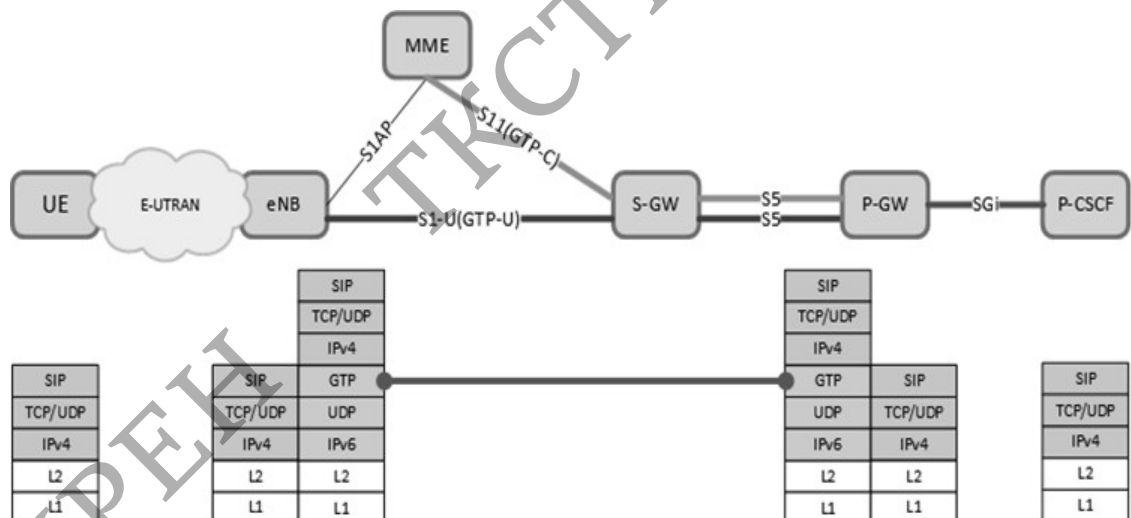 MME
S1AP
S11(GTP-C)
UE
E-UTRAN
eNB
S1-U(GTP-U)
S-GW
S5
S5
P-GW
SGi
P-CSCF
SIP
TCP/UDP
IPv4
SIP
TCP/UDP
IPv4
SIP
SIP
GTP
GTP
SIP
SIP
TCP/UDP
TCP/UDP
UDP
UDP
TCP/UDP
TCP/UDP
IPv4
IPv4
IPv6
IPv6
IPv4
IPv4
L2
L2
L2
L2
L2
L2
L1
L1
L1
L1
L1
L1